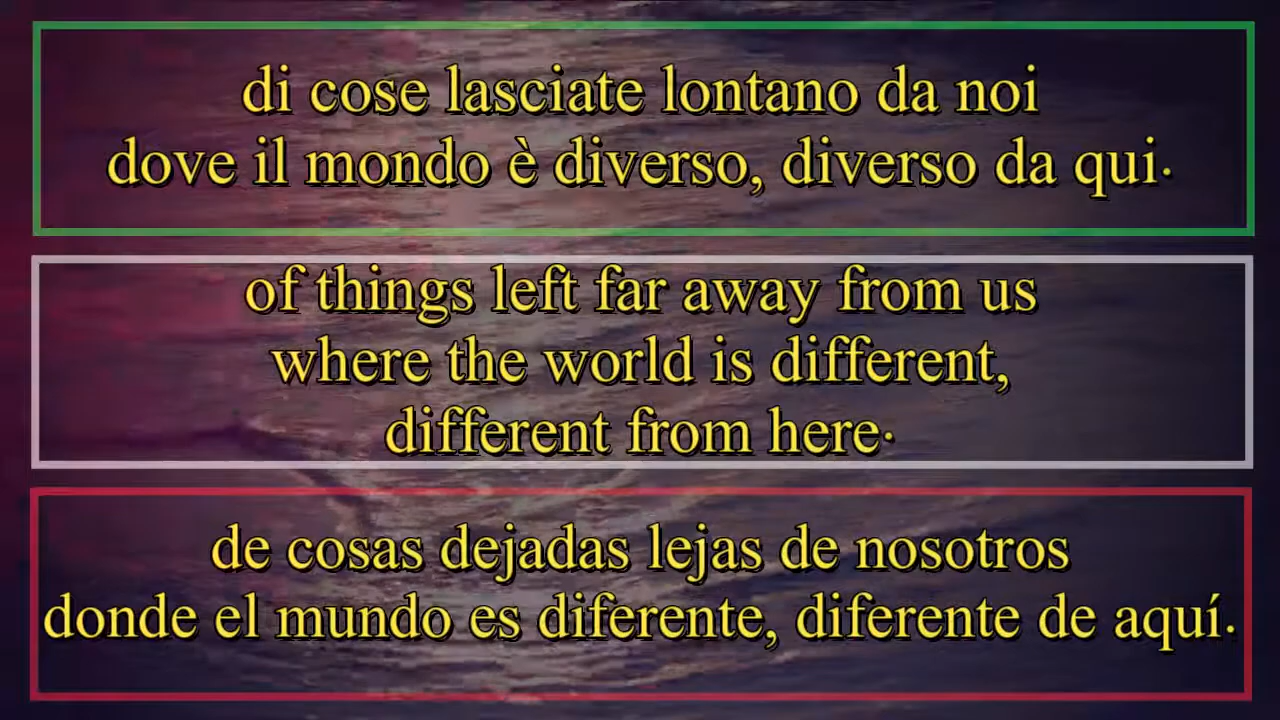 di cose lasciate lontano da noi
dove il mondo è diverso, diverso da qui.
of things left far away from us
where the world is different,
different from here.
de cosas dejadas lejas de nosotros
donde el mundo es diferente, diferente de aquí.